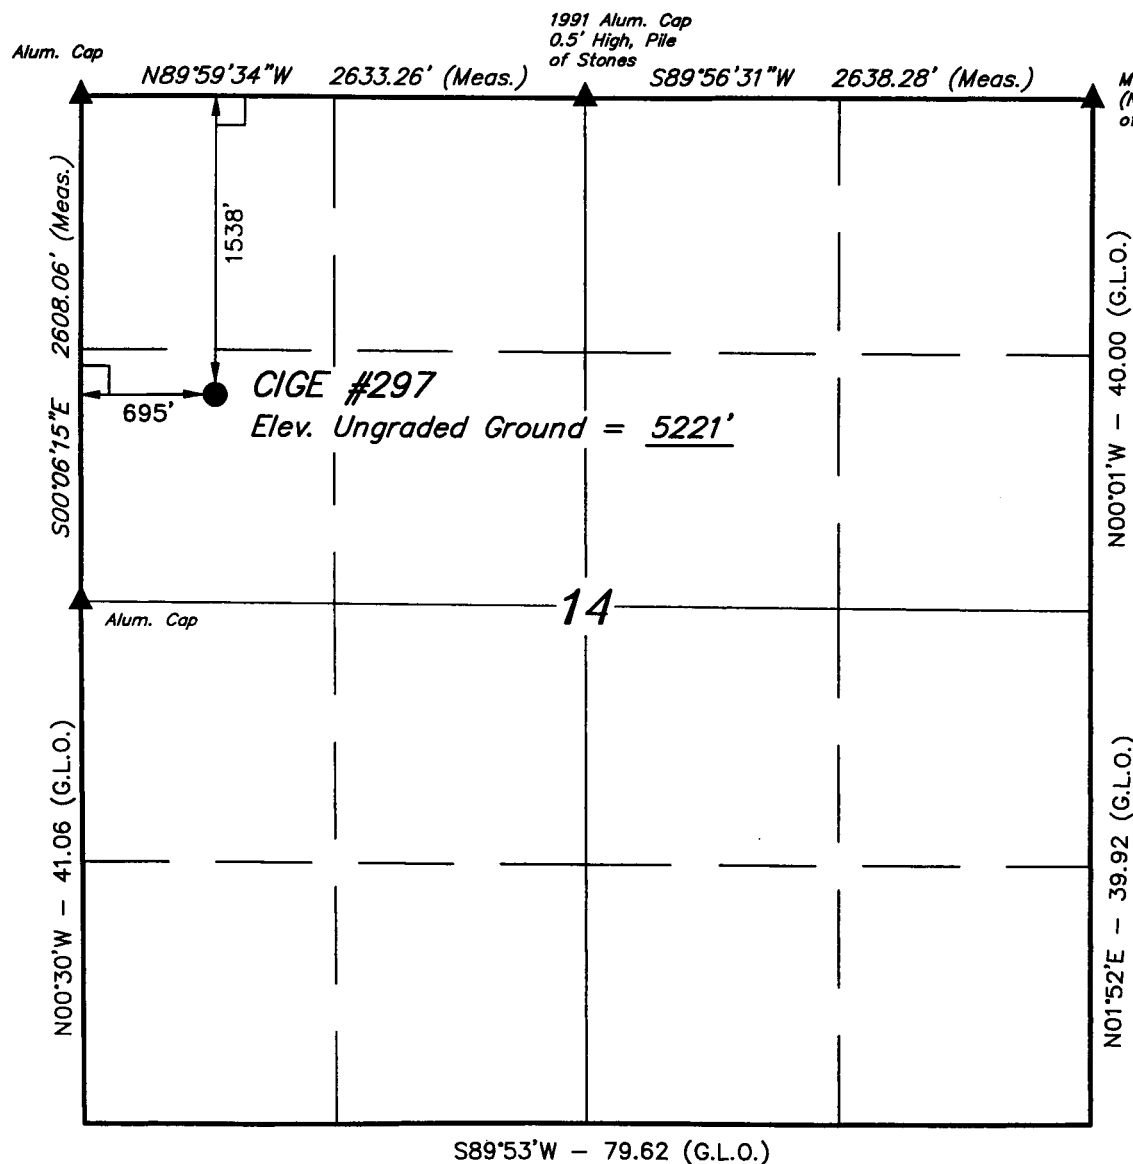 1991 Alum. Cap
0.5' High, Pile
of Stones
Alum. Cap
N89°59'34"W 2633.26' (Meas.)
S89°56'31"W 2638.28' (Meas.)
S00°06'15"E 2608.06' (Meas.)
1538'
695'
CIGE #297
Elev. Ungraded Ground = 5221'
N00°01'W - 40.00 (G.L.O.)
14
Alum. Cap
N00°30'W - 41.06 (G.L.O.)
N01°52'E - 39.92 (G.L.O.)
S89°53'W - 79.62 (G.L.O.)